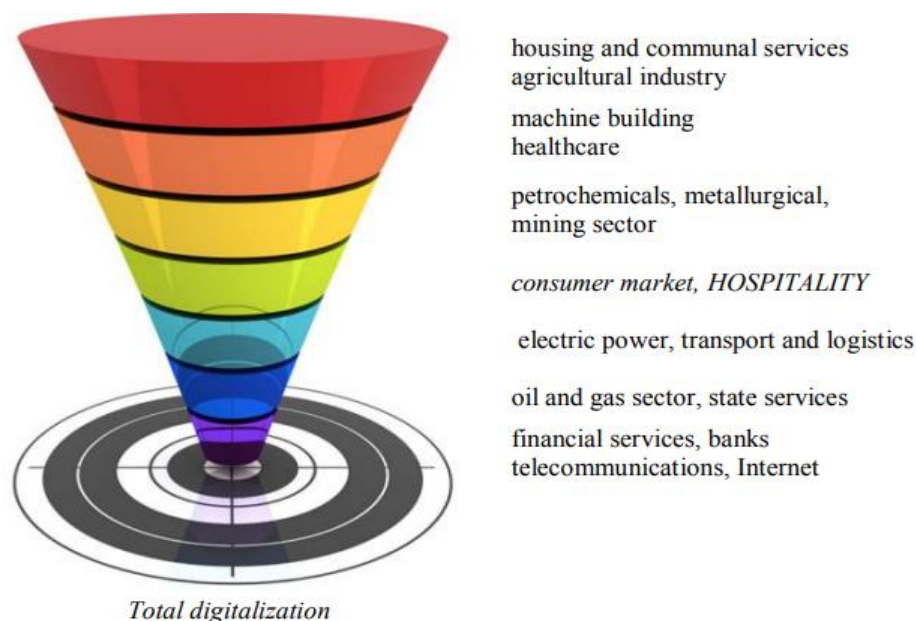 housing and communal services
agricultural industry
machine building
healthcare
petrochemicals, metallurgical,
mining sector
consumer market, HOSPITALITY
electric power, transport and logistics
oil and gas sector, state services
financial services, banks
telecommunications, Internet
Total digitalization